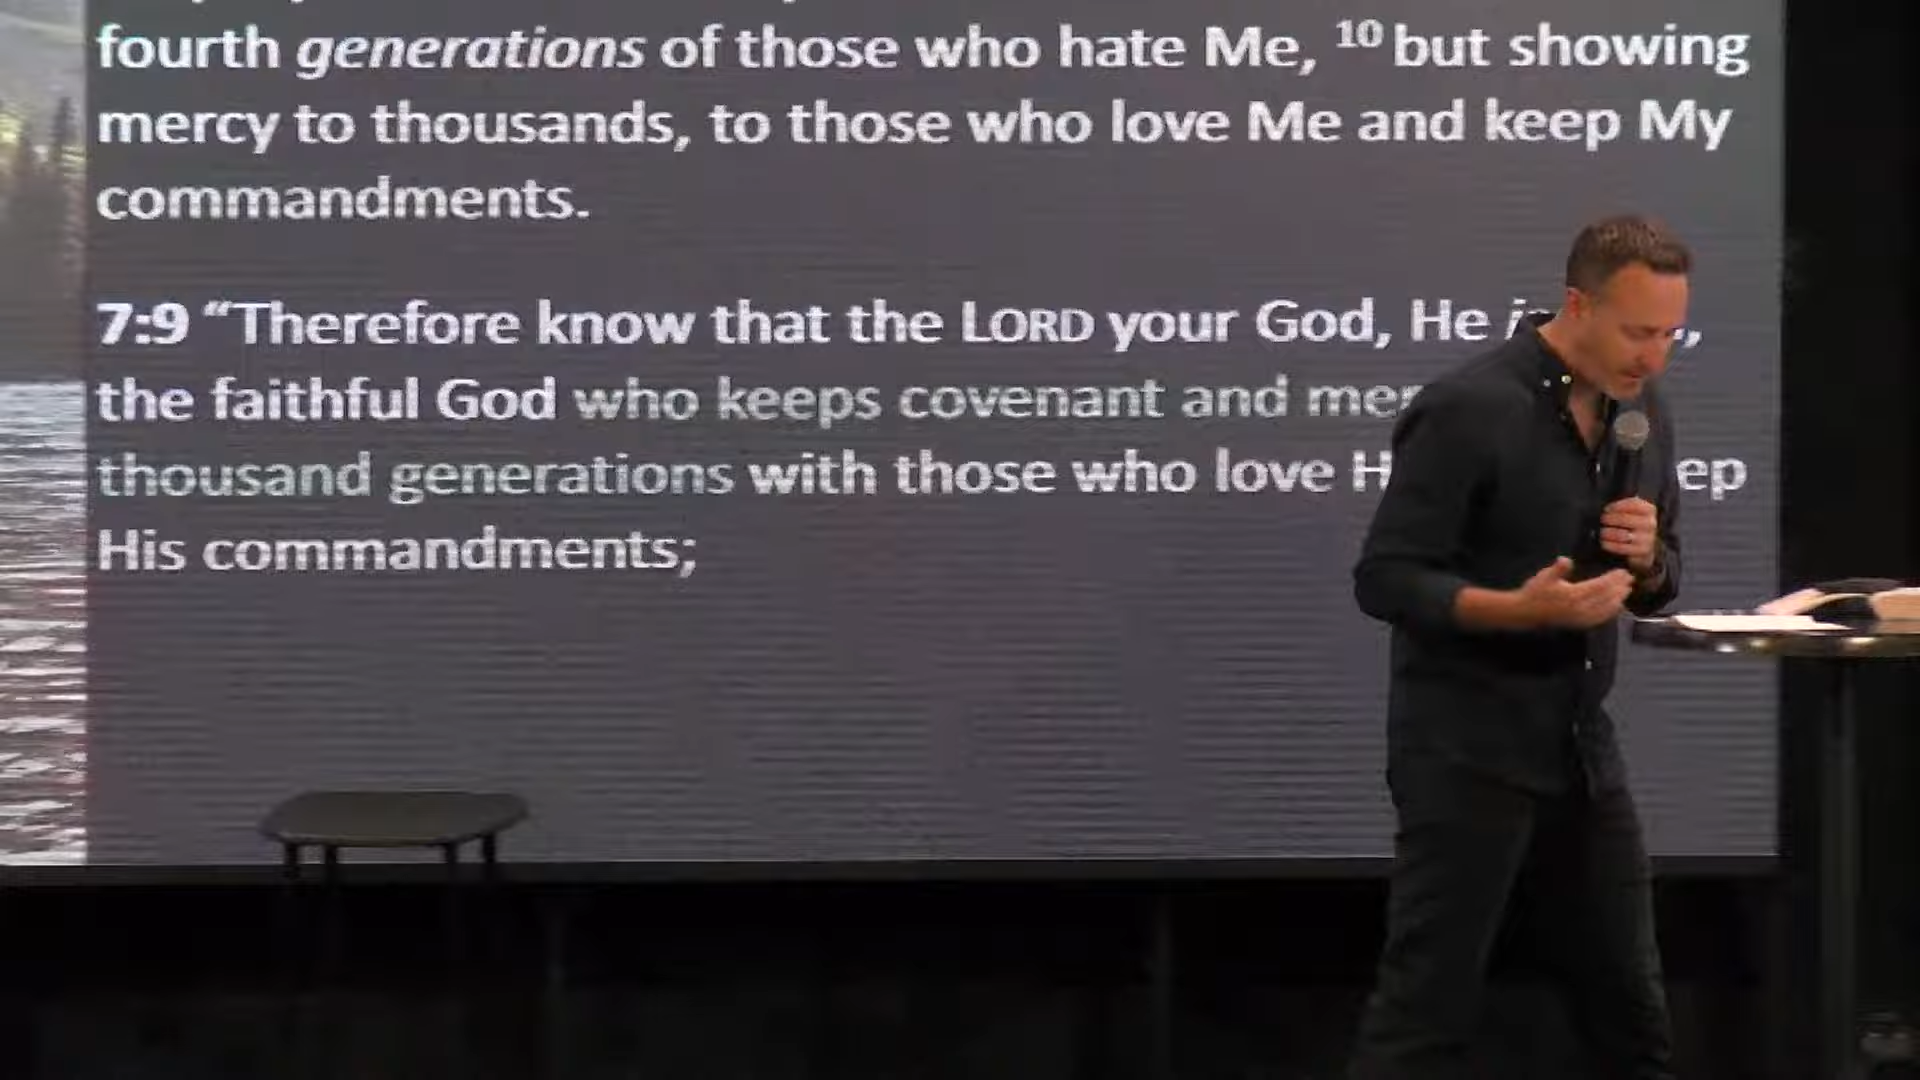 fourth generations of those who hate Me, 10 but showing
mercy to thousands, to those who love Me and keep My
commandments.
7:9 “Therefore know that the LORD your God, He
the faithful God who keeps covenant and
thousand generations with those who love
His commandments;